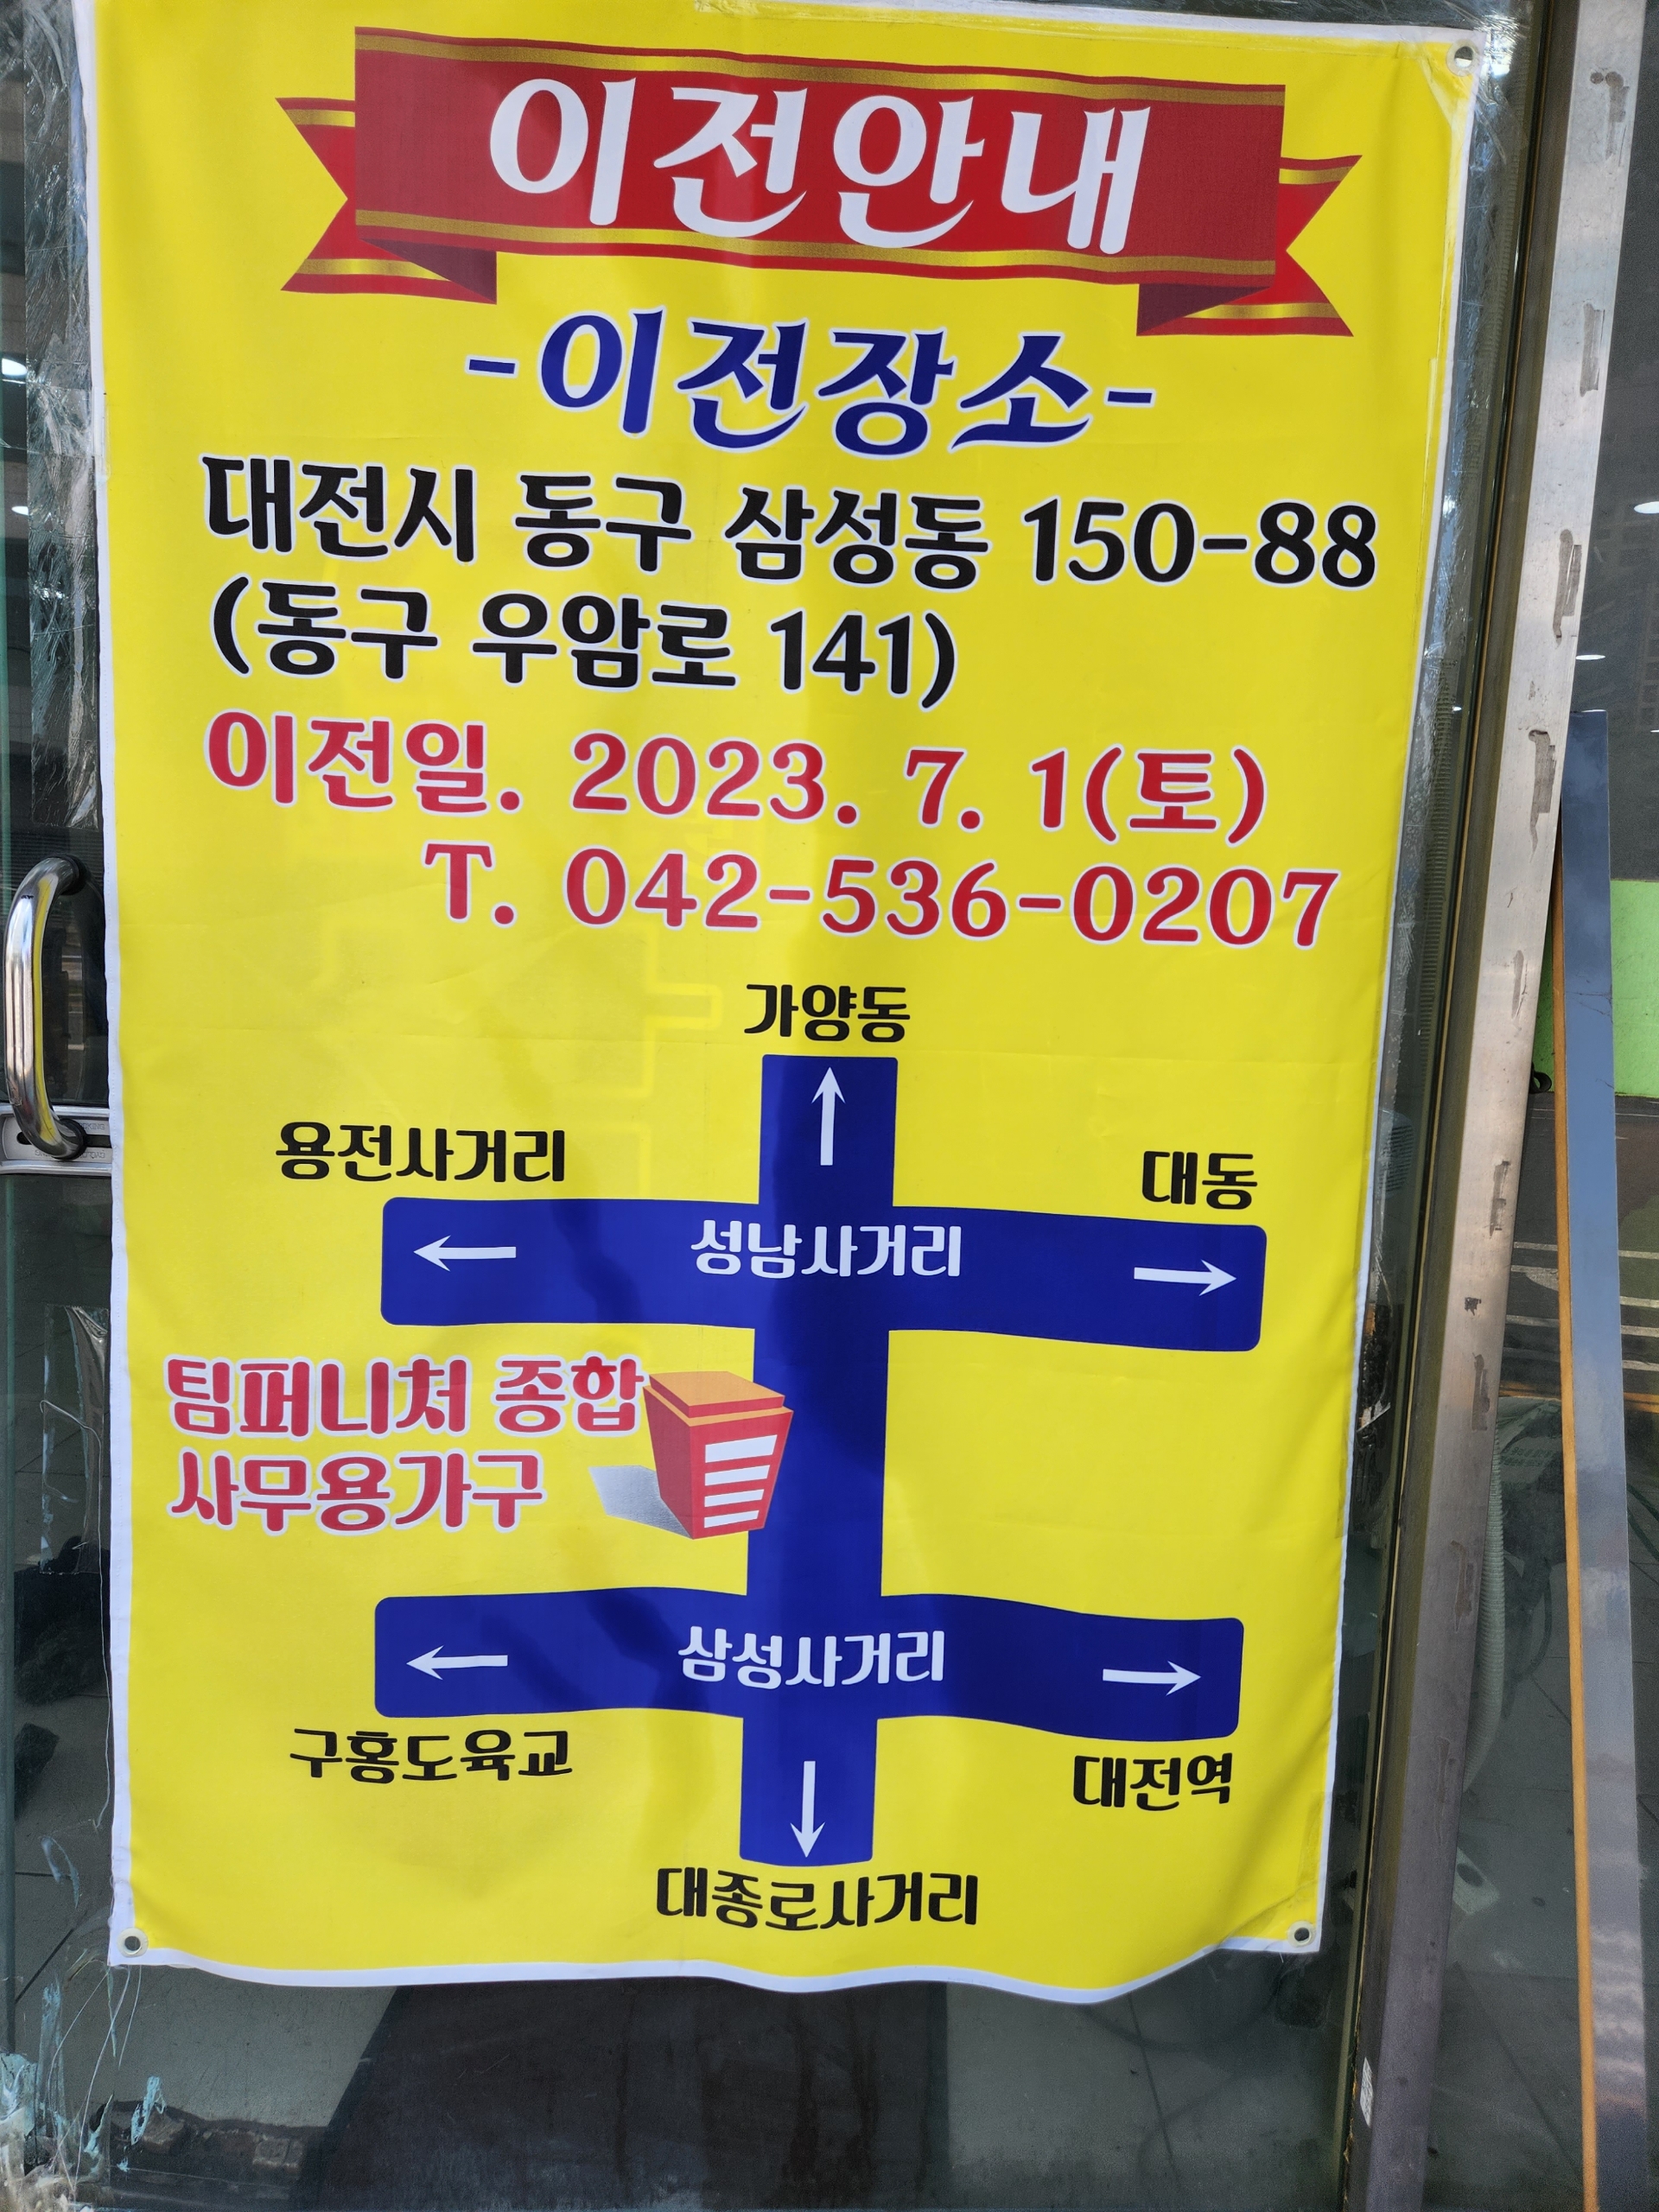 이전안내
-이전장소-
대전시 동구 삼성동 150-88
(동구 우암로 141)
이전일. 2023. 7. 1(토)
T. 042-536-0207
가양동
용전사거리
대동
성남사거리
팀퍼니처 종합
사무용가구
삼성사거리
구홍도육교
대전역
대종로사거리